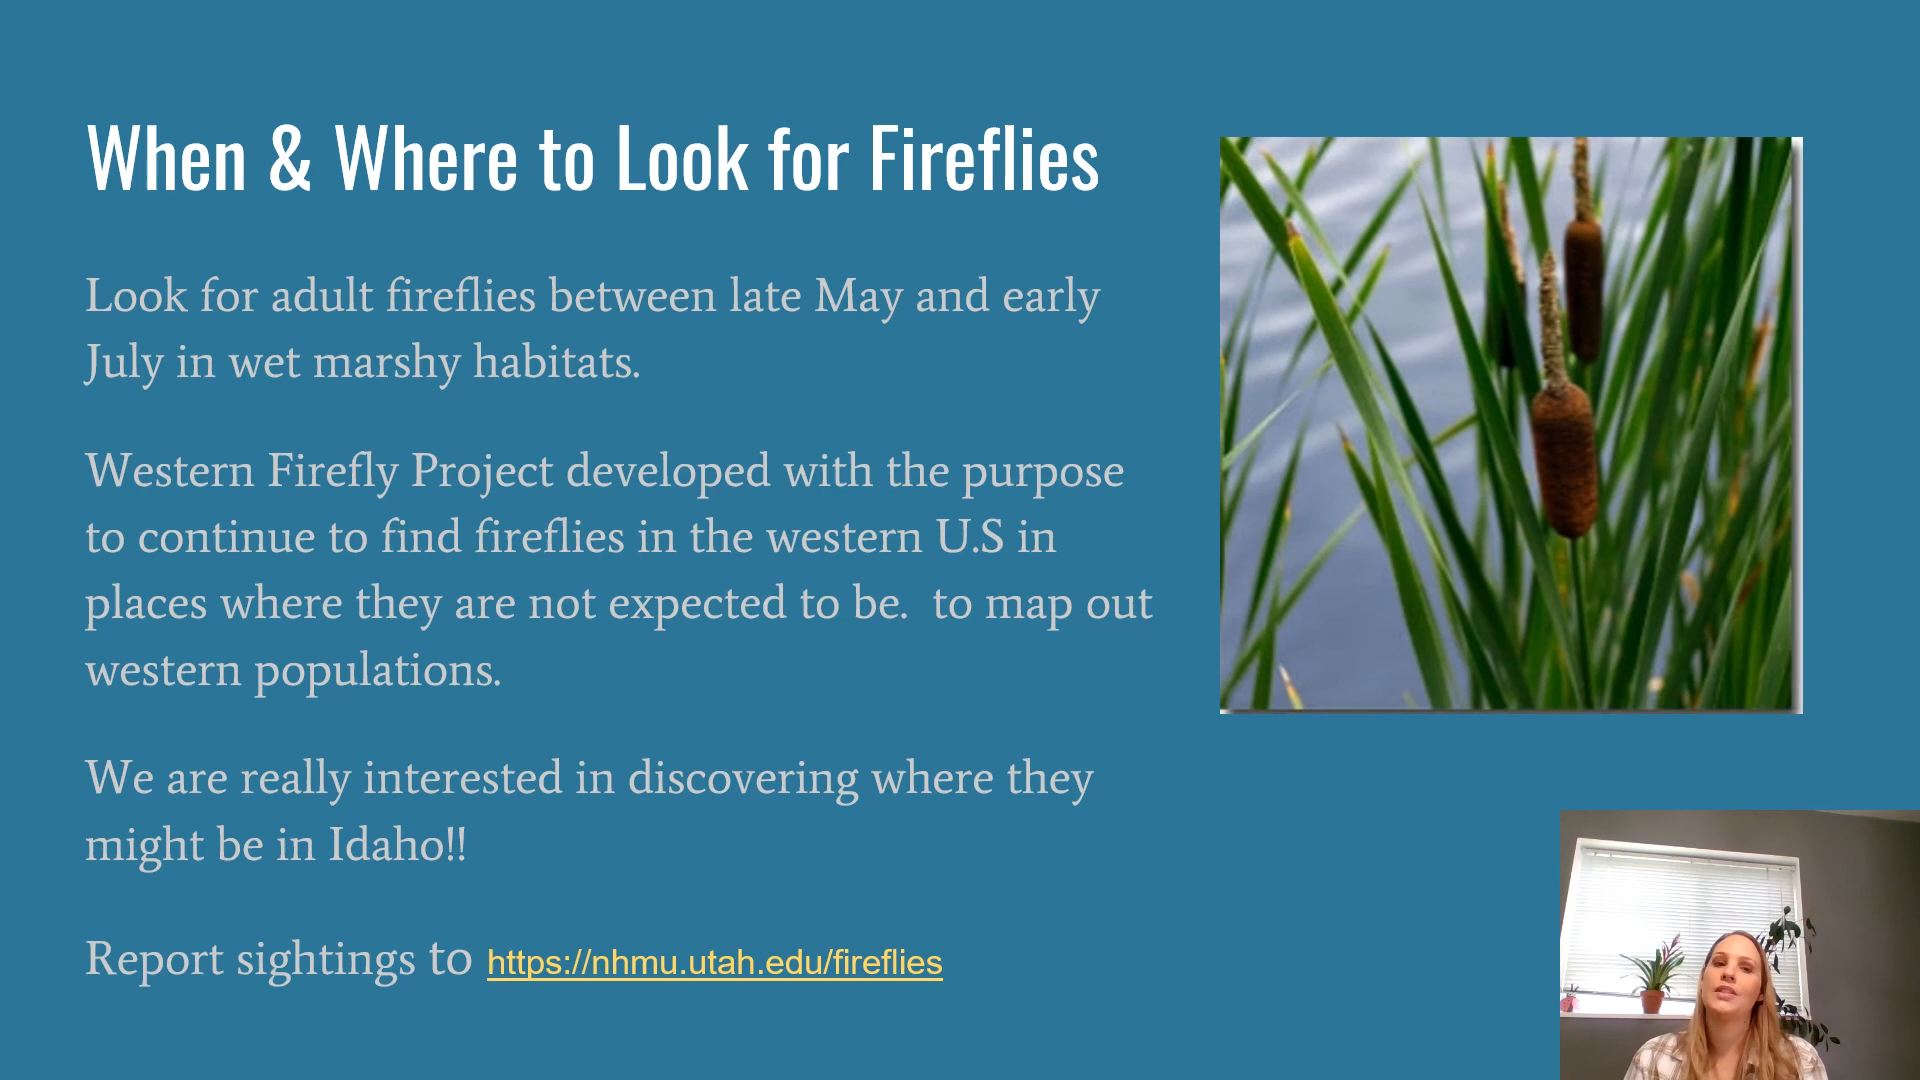 When & Where to Look for Fireflies
Look for adult fireflies between late May and early
July in wet marshy habitats.
Western Firefly Project developed with the purpose
to continue to find fireflies in the western U.S in
places where they are not expected to be.  to map out
western populations.
We are really interested in discovering where they
might be in Idaho!!
Report sightings to https://nhmu.utah.edu/fireflies